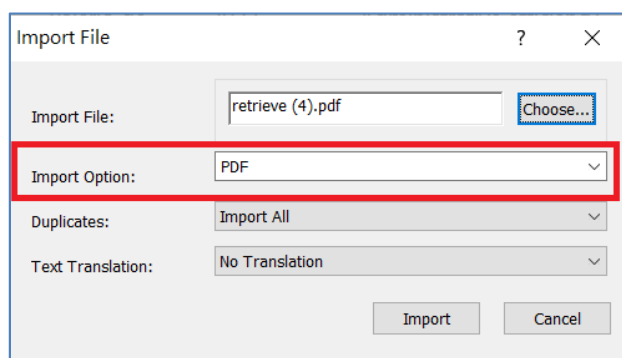 Import File ?
Import File: retrieve (4).pdf Choose...
Import Option: PDF
Duplicates: Import All
Text Translation: No Translation
Import Cancel